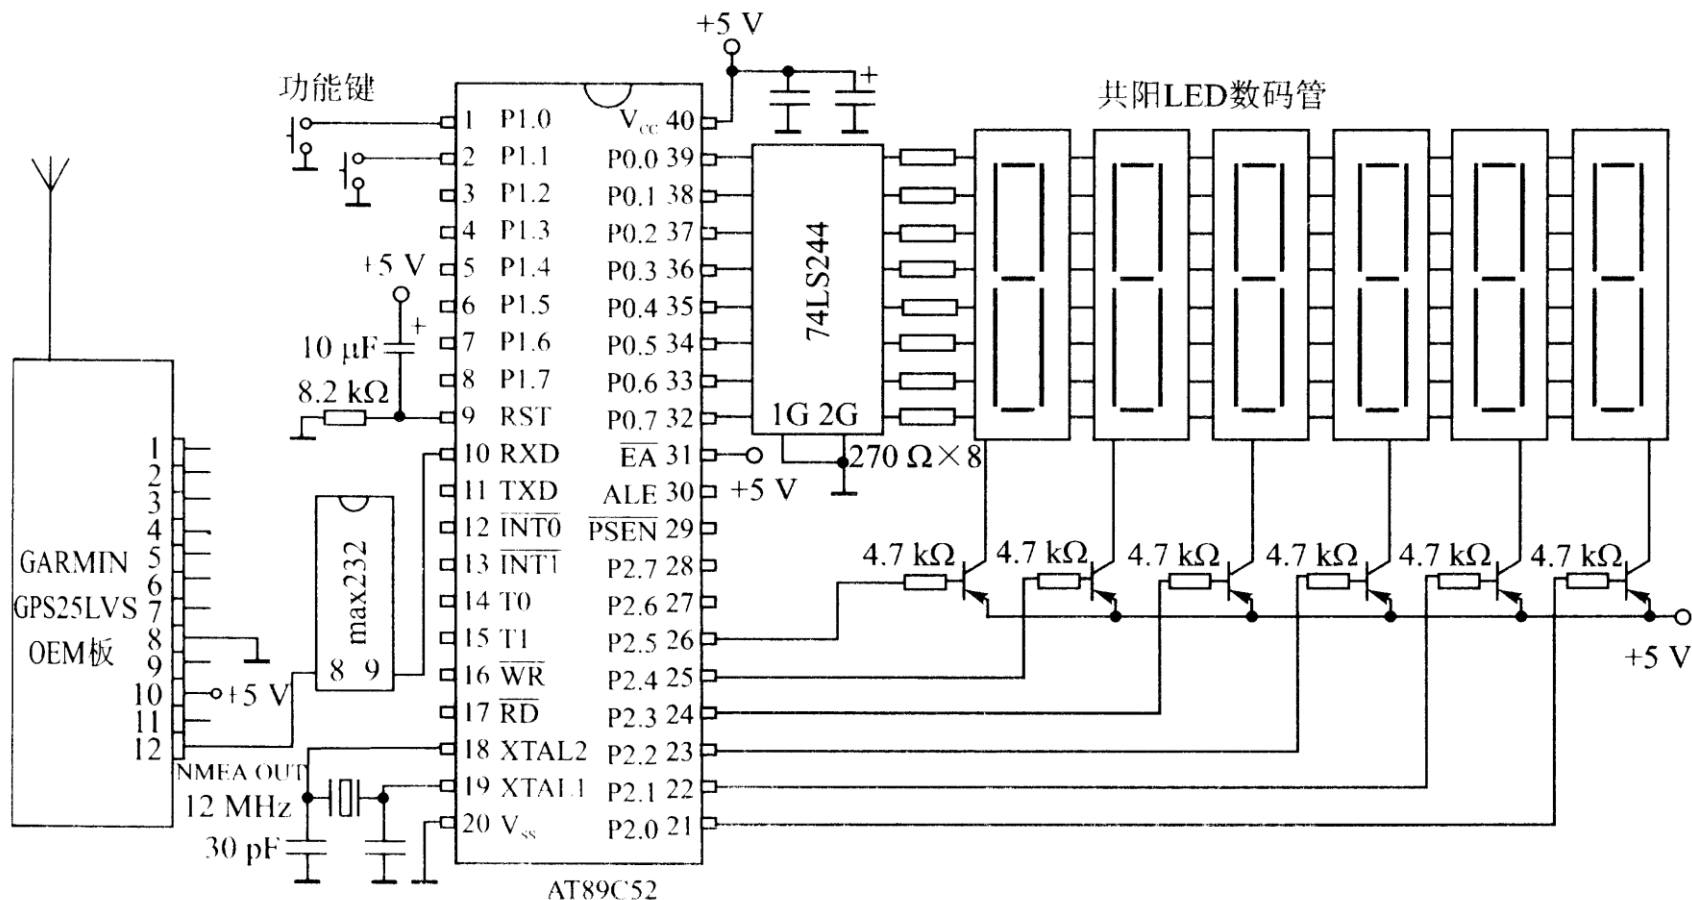 +5 V
功能键
共阳LED数码管
1 P1.0
V_CC 40
2 P1.1
P0.0 39
3 P1.2
P0.1 38
4 P1.3
P0.2 37
5 P1.4
P0.3 36
6 P1.5
P0.4 35
7 P1.6
P0.5 34
8 P1.7
P0.6 33
9 RST
P0.7 32
10 RXD
EA 31
11 TXD
ALE 30
12 INT0
PSEN 29
13 INT1
P2.7 28
14 T0
P2.6 27
15 T1
P2.5 26
16 WR
P2.4 25
17 RD
P2.3 24
18 XTAL2
P2.2 23
19 XTAL1
P2.1 22
20 V_SS
P2.0 21
AT89C52
+
+5 V
+
10 μF
8.2 kΩ
74LS244
1G 2G
270 Ω×8
+5 V
4.7 kΩ
4.7 kΩ
4.7 kΩ
4.7 kΩ
4.7 kΩ
4.7 kΩ
+5 V
GARMIN
GPS25LVS
OEM板
1
2
3
4
5
6
7
8
9
10
11
12
+5 V
max232
8 9
NMEA OUT
12 MHz
30 pF